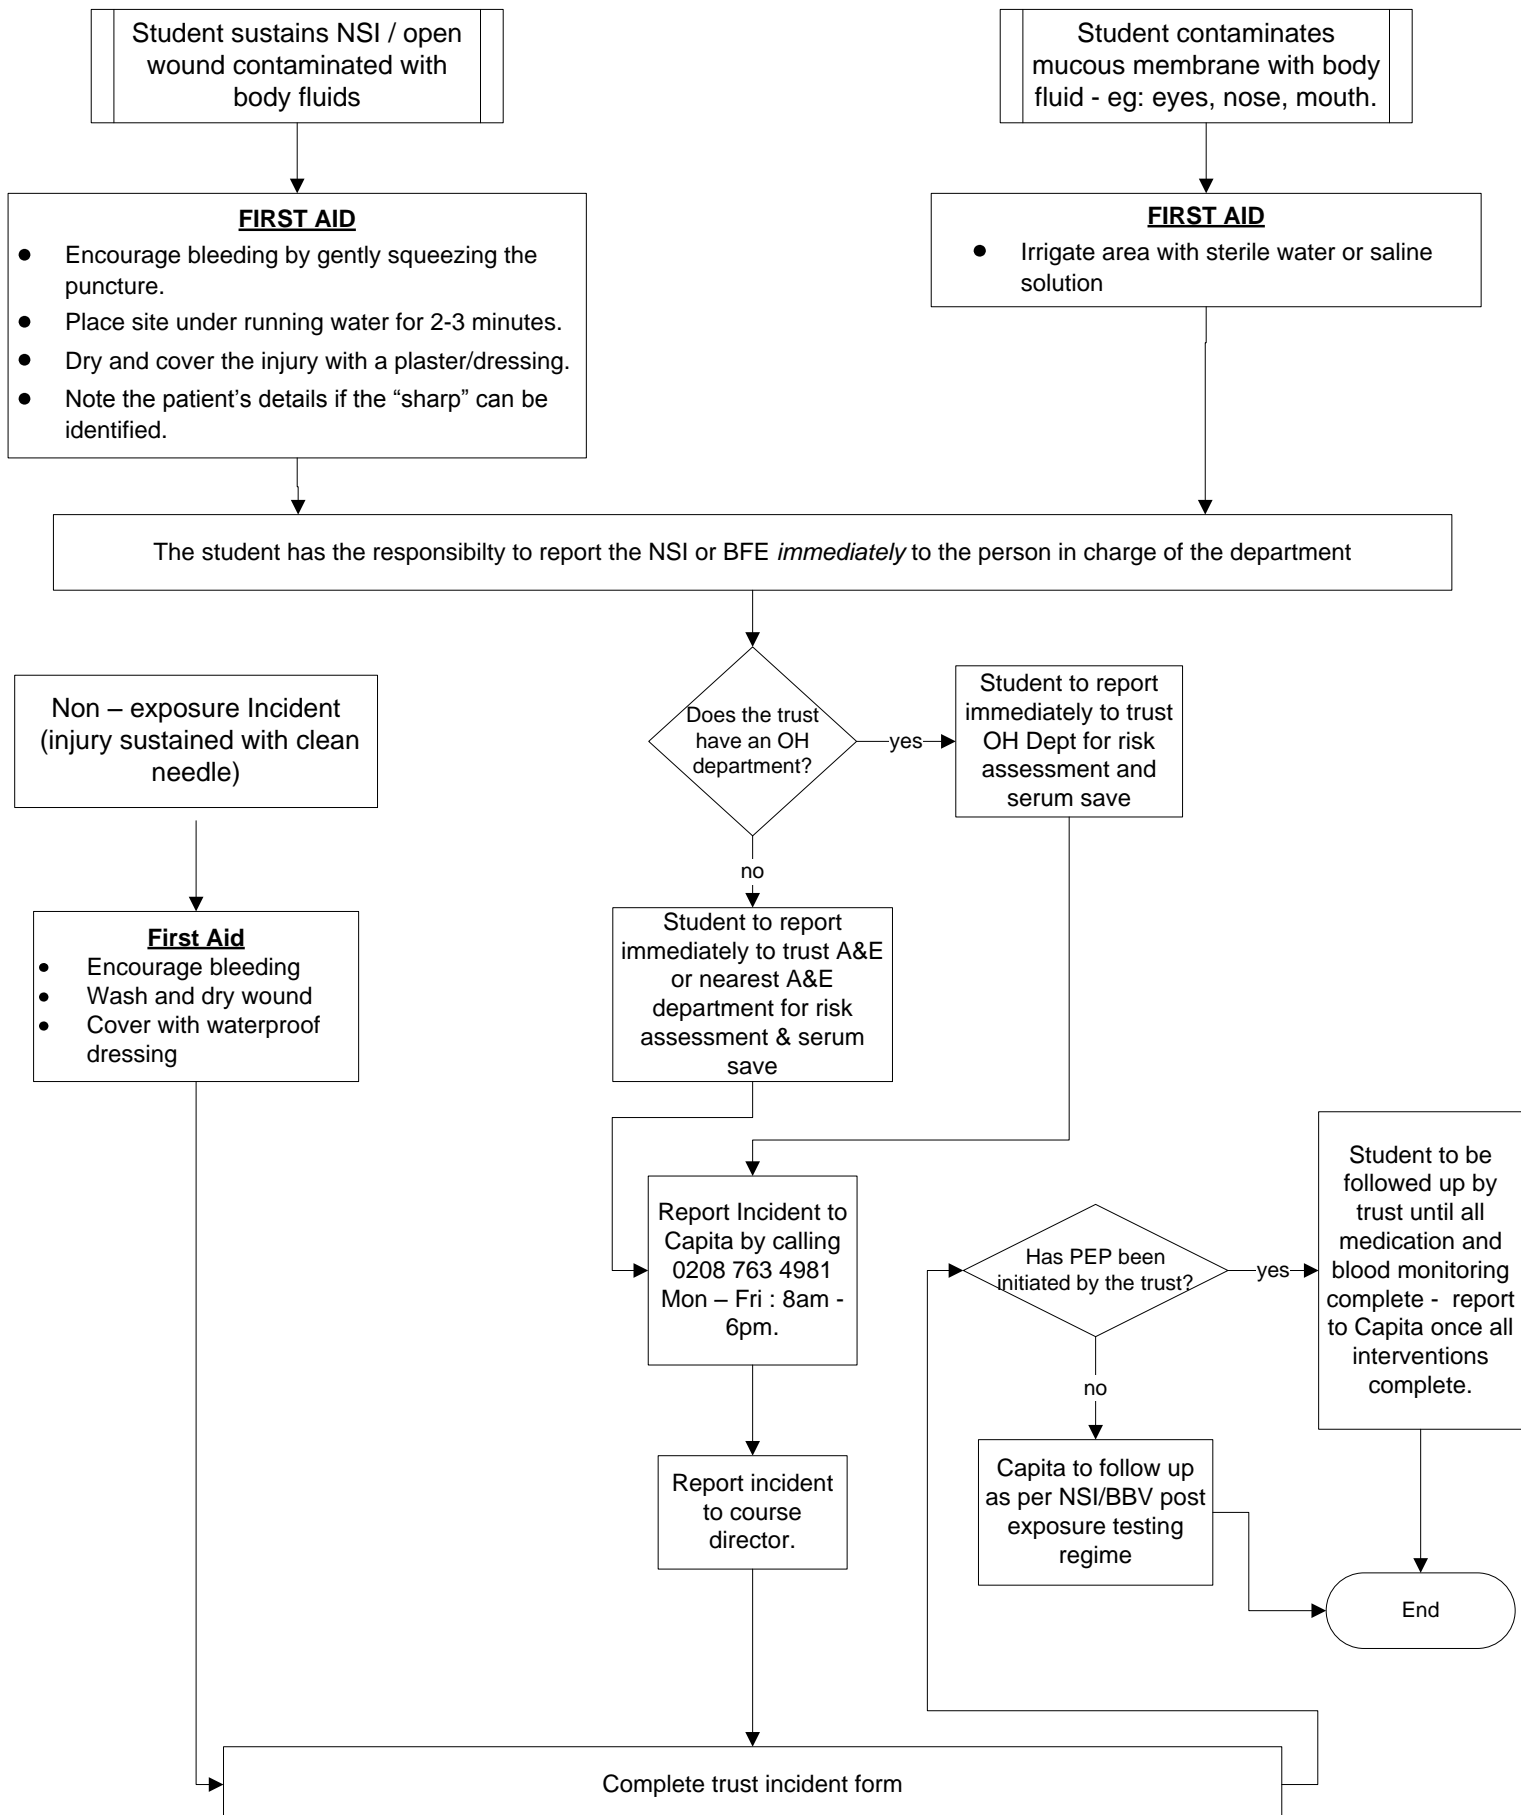 Student sustains NSI / open
wound contaminated with
body fluids
Student contaminates
mucous membrane with body
fluid - eg: eyes, nose, mouth.
FIRST AID
● Encourage bleeding by gently squeezing the
puncture.
● Place site under running water for 2-3 minutes.
● Dry and cover the injury with a plaster/dressing.
● Note the patient’s details if the “sharp” can be
identified.
FIRST AID
● Irrigate area with sterile water or saline
solution
The student has the responsibilty to report the NSI or BFE immediately to the person in charge of the department
Non – exposure Incident
(injury sustained with clean
needle)
Does the trust
have an OH
department?
yes
Student to report
immediately to trust
OH Dept for risk
assessment and
serum save
no
First Aid
● Encourage bleeding
● Wash and dry wound
● Cover with waterproof
dressing
Student to report
immediately to trust A&E
or nearest A&E
department for risk
assessment & serum
save
Report Incident to
Capita by calling
0208 763 4981
Mon – Fri : 8am -
6pm.
Has PEP been
initiated by the trust?
yes
Student to be
followed up by
trust until all
medication and
blood monitoring
complete - report
to Capita once all
interventions
complete.
no
Report incident
to course
director.
Capita to follow up
as per NSI/BBV post
exposure testing
regime
End
Complete trust incident form